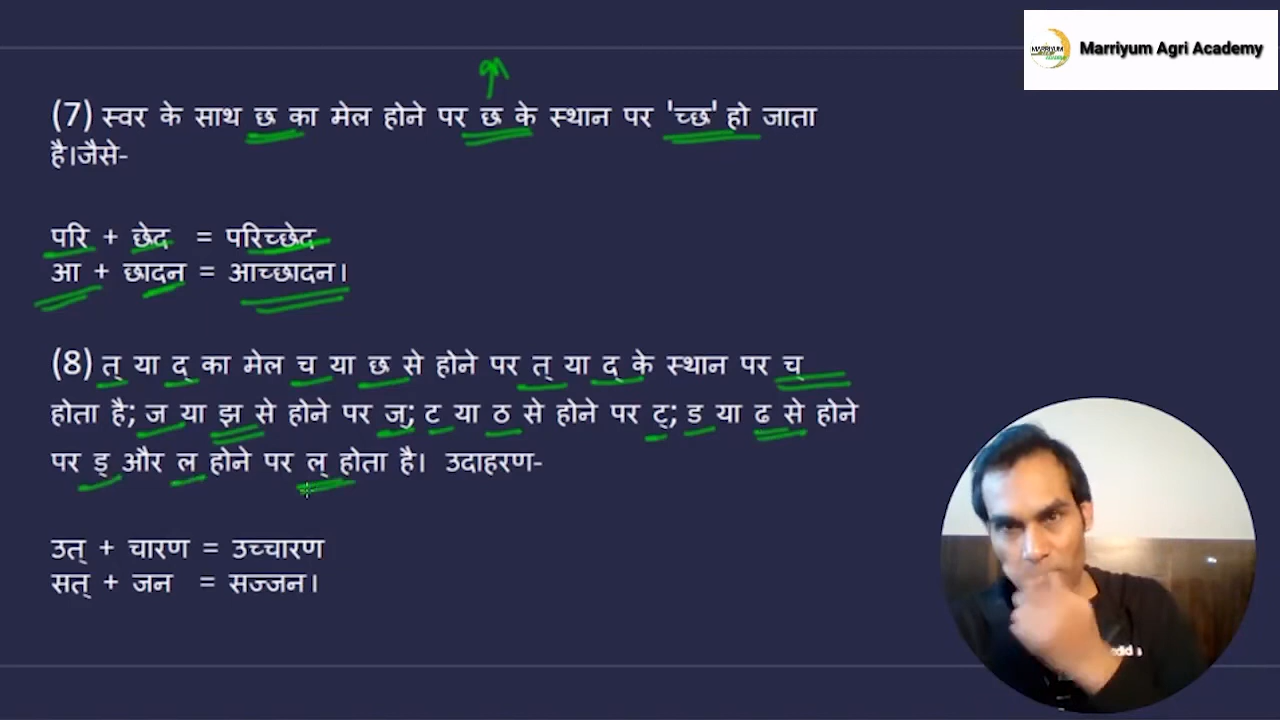 Marriyum Agri Academy
(7) स्वर के साथ छ का मेल होने पर छ के स्थान पर 'च्छ' हो जाता
है।जैसे-
परि + छेद = परिच्छेद
आ + छादन = आच्छादन।
(8) त् या द् का मेल च या छ से होने पर त् या द् के स्थान पर च्
होता है; ज या झ से होने पर ज्; ट या ठ से होने पर ट्; ड या ढ से होने
पर ड् और ल होने पर ल् होता है। उदाहरण-
उत् + चारण = उच्चारण
सत् + जन = सज्जन।